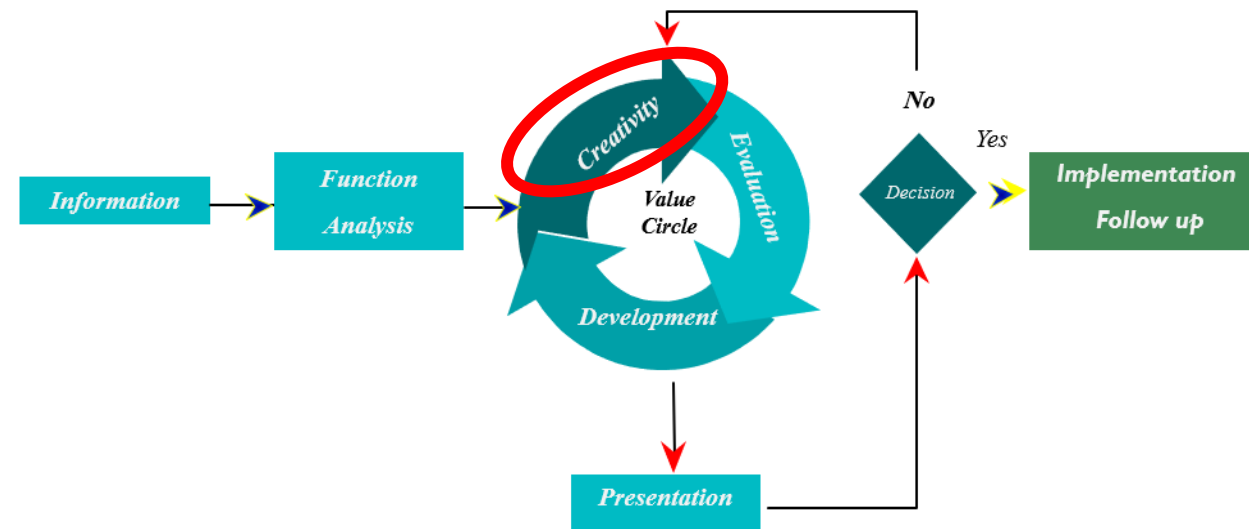 Information
Function
Analysis
Creativity
Evaluation
Development
Value
Circle
Presentation
Decision
No
Yes
Implementation
Follow up